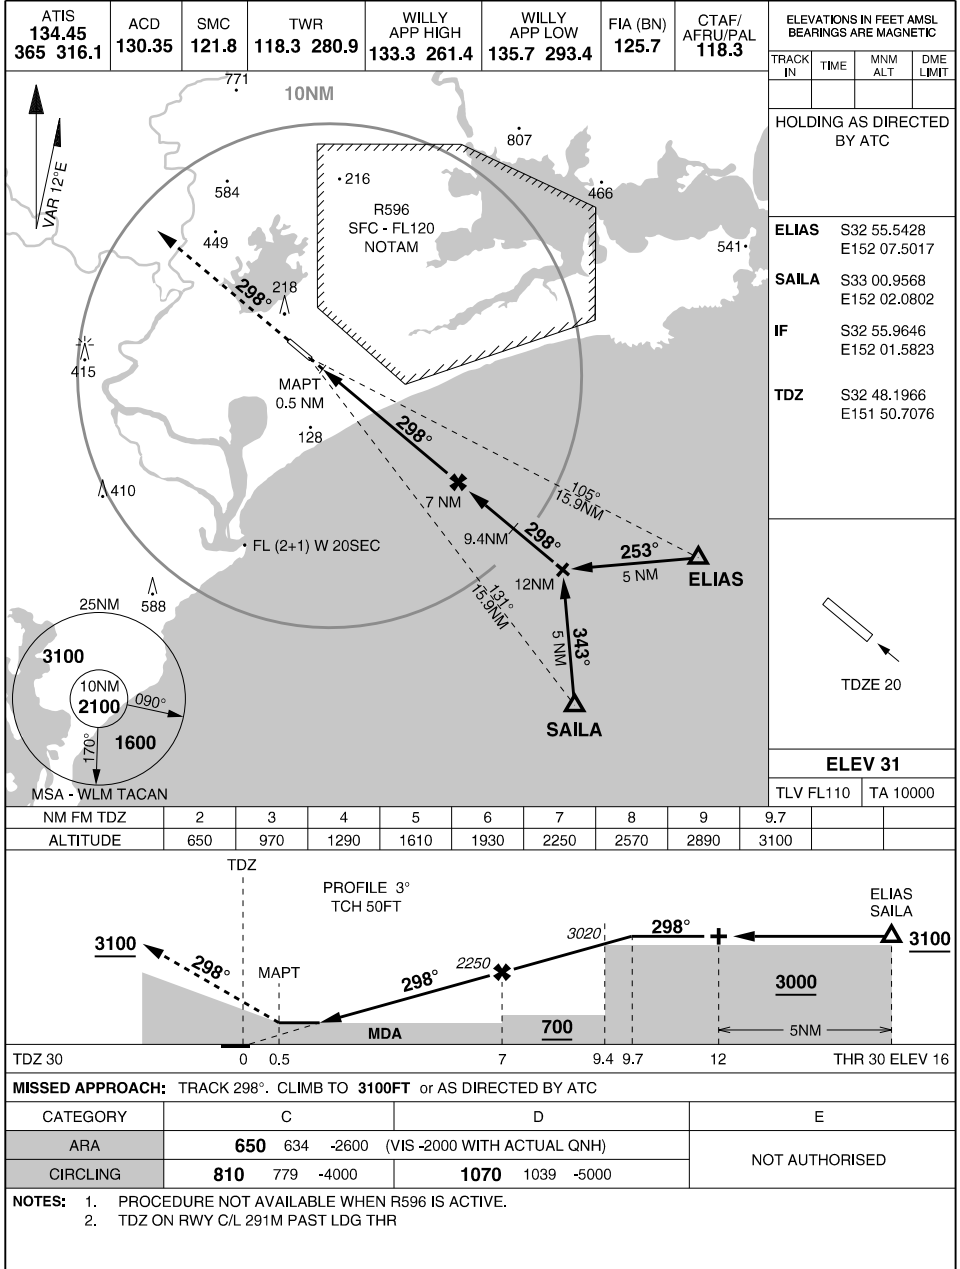 ATIS
134.45
365 316.1
ACD
130.35
SMC
121.8
TWR
118.3 280.9
WILLY
APP HIGH
133.3 261.4
WILLY
APP LOW
135.7 293.4
FIA (BN)
125.7
CTAF/
AFRU/PAL
118.3
ELEVATIONS IN FEET AMSL
BEARINGS ARE MAGNETIC
TRACK IN
TIME
MNM ALT
DME LIMIT
HOLDING AS DIRECTED
BY ATC
ELIAS S32 55.5428
E152 07.5017
SAILA S33 00.9568
E152 02.0802
IF S32 55.9646
E152 01.5823
TDZ S32 48.1966
E151 50.7076
TDZE 20
ELEV 31
TLV FL110 TA 10000
771
10NM
VAR 12°E
807
584
216
466
R596
SFC - FL120
NOTAM
449
541
298°
218
415
MAPT
0.5 NM
128
298°
410
7 NM
105°
15.9NM
9.4NM
298°
FL (2+1) W 20SEC
253°
5 NM
ELIAS
12NM
131°
15.9NM
588
343°
5 NM
SAILA
25NM
3100
10NM
2100
090°
170°
1600
MSA - WLM TACAN
NM FM TDZ 2 3 4 5 6 7 8 9 9.7
ALTITUDE 650 970 1290 1610 1930 2250 2570 2890 3100
TDZ
PROFILE 3°
TCH 50FT
ELIAS
SAILA
3100
298°
MAPT
298°
2250
3020
298°
3100
3000
MDA
700
5NM
TDZ 30 0 0.5 7 9.4 9.7 12 THR 30 ELEV 16
MISSED APPROACH: TRACK 298°. CLIMB TO 3100FT or AS DIRECTED BY ATC
CATEGORY C D E
ARA 650 634 -2600 (VIS -2000 WITH ACTUAL QNH)
NOT AUTHORISED
CIRCLING 810 779 -4000 1070 1039 -5000
NOTES: 1. PROCEDURE NOT AVAILABLE WHEN R596 IS ACTIVE.
2. TDZ ON RWY C/L 291M PAST LDG THR